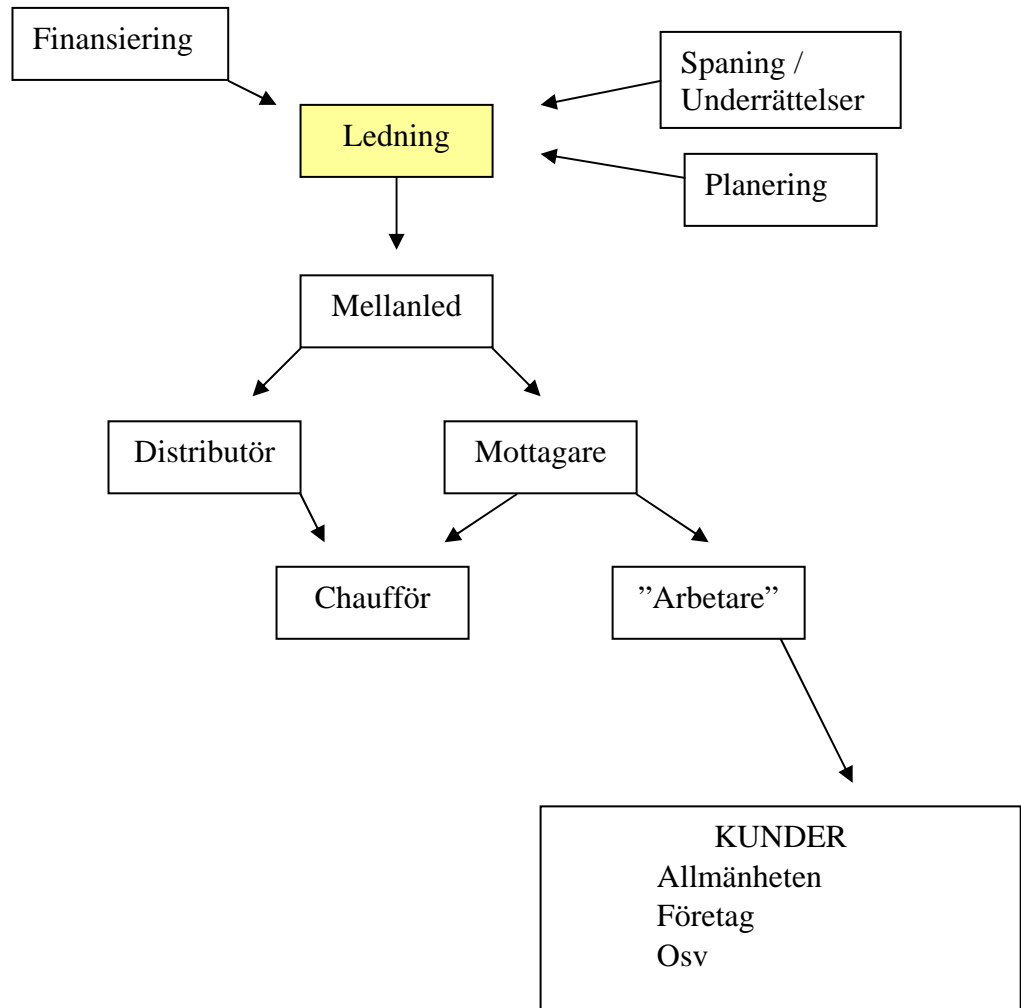 Finansiering
Spaning /
Underrättelser
Ledning
Planering
Mellanled
Distributör
Mottagare
Chaufför
”Arbetare”
KUNDER
Allmänheten
Företag
Osv